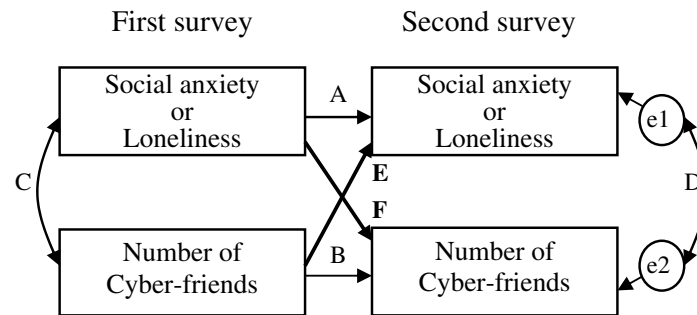 First survey
Second survey
Social anxiety
or
Loneliness
A
Social anxiety
or
Loneliness
e1
C
E
F
D
Number of
Cyber-friends
B
Number of
Cyber-friends
e2